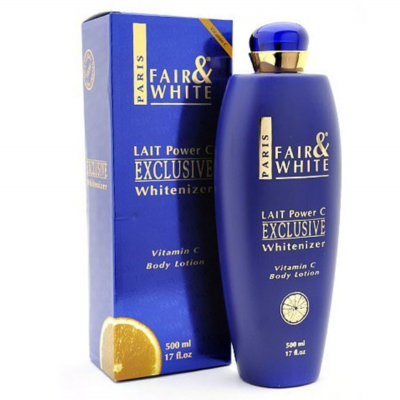 PARIS
FAIR&
WHITE
LAIT Power C
EXCLUSIVE
Whitenizer
Vitamin C
Body Lotion
500 ml
17 fl.oz
PARIS
FAIR&
WHITE
LAIT Power C
EXCLUSIVE
Whitenizer
Vitamin C
Body Lotion
500 ml
17 fl.oz